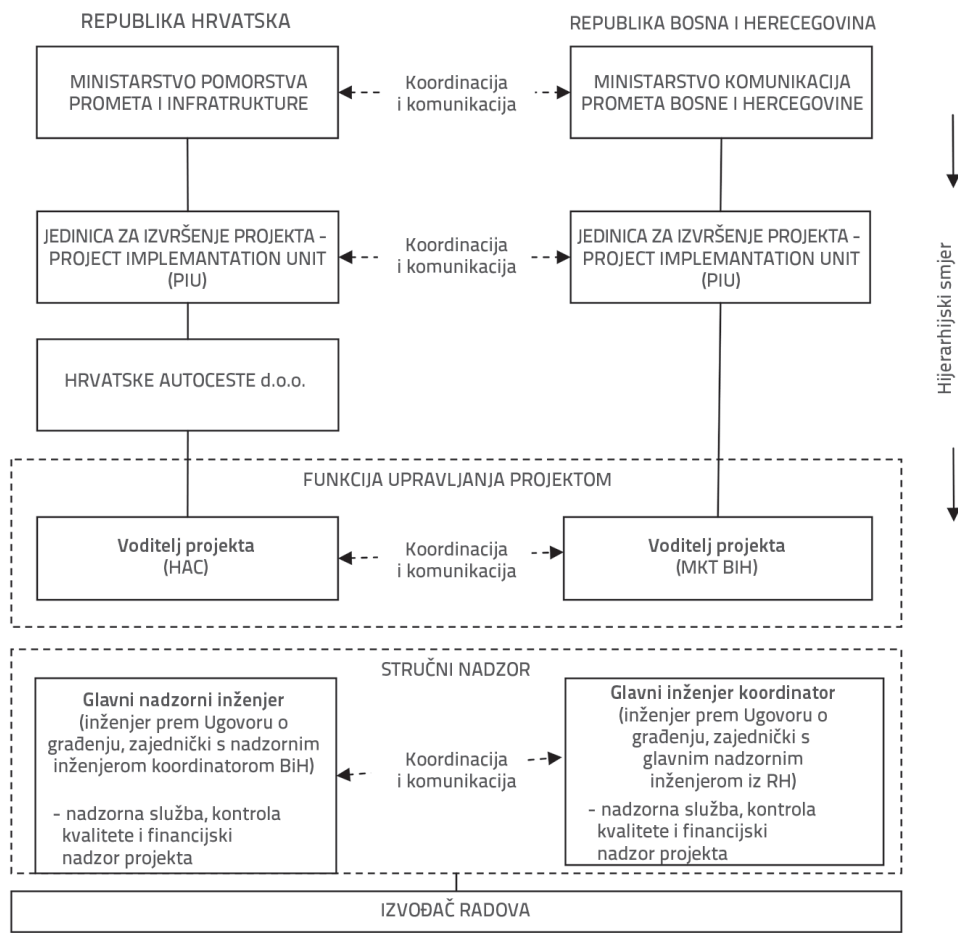 REPUBLIKA HRVATSKA
REPUBLIKA BOSNA I HERECEGOVINA
MINISTARSTVO POMORSTVA
PROMETA I INFRATRUKTURE
Koordinacija
i komunikacija
MINISTARSTVO KOMUNIKACIJA
PROMETA BOSNE I HERCEGOVINE
JEDINICA ZA IZVRŠENJE PROJEKTA -
PROJECT IMPLEMANTATION UNIT
(PIU)
Koordinacija
i komunikacija
JEDINICA ZA IZVRŠENJE PROJEKTA -
PROJECT IMPLEMANTATION UNIT
(PIU)
Hijerarhijski smjer
HRVATSKE AUTOCESTE d.o.o.
FUNKCIJA UPRAVLJANJA PROJEKTOM
Voditelj projekta
(HAC)
Koordinacija
i komunikacija
Voditelj projekta
(MKT BIH)
STRUČNI NADZOR
Glavni nadzorni inženjer
(inženjer prem Ugovoru o
građenju, zajednički s nadzornim
inženjerom koordinatorom BiH)
- nadzorna služba, kontrola
kvalitete i financijski
nadzor projekta
Koordinacija
i komunikacija
Glavni inženjer koordinator
(inženjer prem Ugovoru o
građenju, zajednički s
glavnim nadzornim
inženjerom iz RH)
- nadzorna služba, kontrola
kvalitete i financijski
nadzor projekta
IZVOĐAČ RADOVA